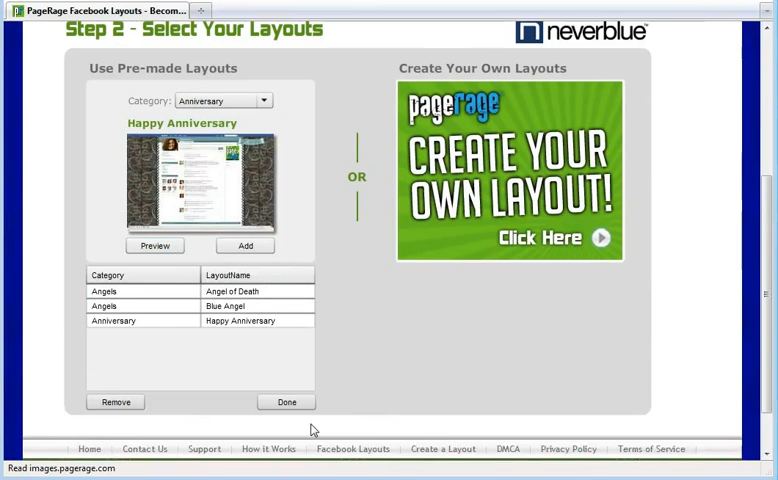 PageRage Facebook Layouts - Becom...
Step 2 - Select Your Layouts
neverblue™
Use Pre-made Layouts
Create Your Own Layouts
Category: Anniversary
Happy Anniversary
pagerage
CREATE YOUR
OWN LAYOUT!
Click Here
OR
Preview Add
Category LayoutName
Angels Angel of Death
Angels Blue Angel
Anniversary Happy Anniversary
Remove Done
Home Contact Us Support How it Works Facebook Layouts Create a Layout DMCA Privacy Policy Terms of Service
Read images.pagerage.com